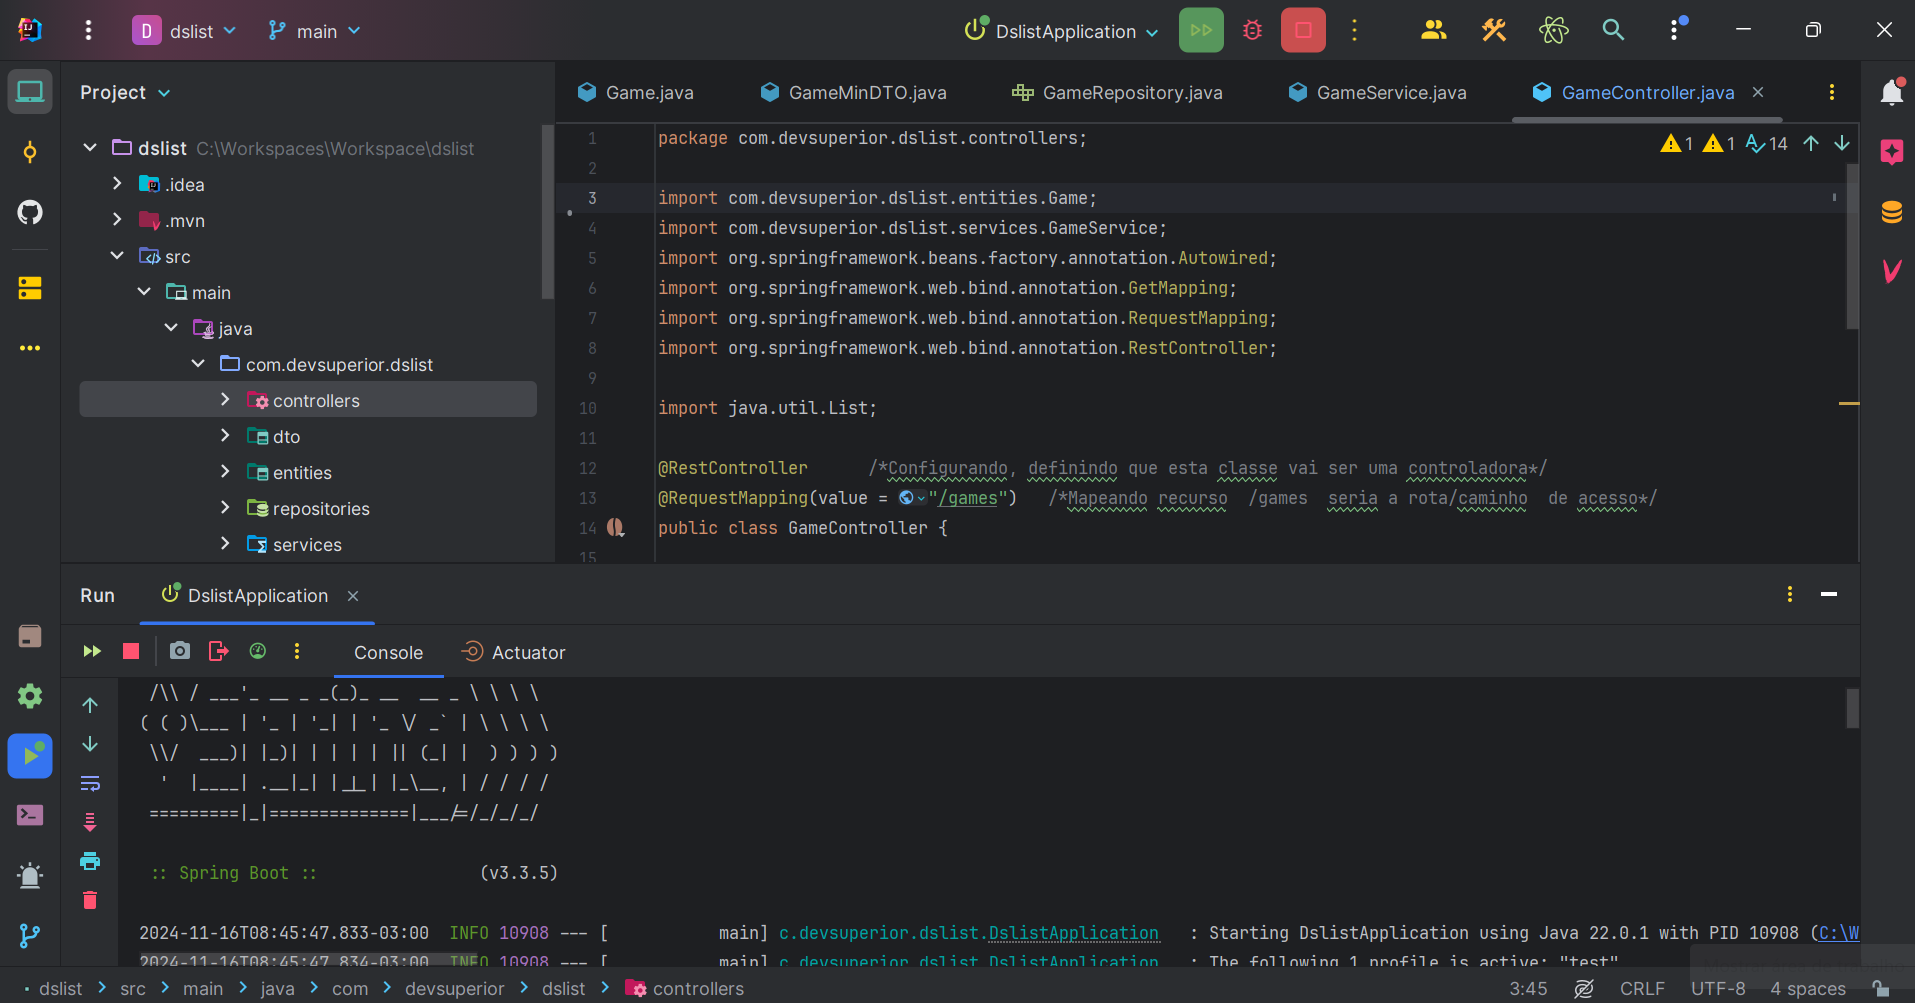 D dslist main DslistApplication
Project
Game.java GameMinDTO.java GameRepository.java GameService.java GameController.java
dslist C:\Workspaces\Workspace\dslist
.idea
.mvn
src
main
java
com.devsuperior.dslist
controllers
dto
entities
repositories
services
1 package com.devsuperior.dslist.controllers;
1 1 14
2
3 import com.devsuperior.dslist.entities.Game;
4 import com.devsuperior.dslist.services.GameService;
5 import org.springframework.beans.factory.annotation.Autowired;
6 import org.springframework.web.bind.annotation.GetMapping;
7 import org.springframework.web.bind.annotation.RequestMapping;
8 import org.springframework.web.bind.annotation.RestController;
9
10 import java.util.List;
11
12 @RestController /*Configurando, definindo que esta classe vai ser uma controladora*/
13 @RequestMapping(value = "/games") /*Mapeando recurso /games seria a rota/caminho de acesso*/
14 public class GameController {
15
Run DslistApplication
Console Actuator
 /\\ / ___'_ __ _ _(_)_ __  __ _ \ \ \ \
( ( )\___ | '_ | '_| | '_ \/ _` | \ \ \ \
 \\/  ___)| |_)| | | | | || (_| |  ) ) ) )
  '  |____| .__|_| |_|_| |_\__, | / / / /
 =========|_|==============|___/=/_/_/_/
:: Spring Boot :: (v3.3.5)
2024-11-16T08:45:47.833-03:00 INFO 10908 --- [ main] c.devsuperior.dslist.DslistApplication : Starting DslistApplication using Java 22.0.1 with PID 10908 (C:\W
2024-11-16T08:45:47.834-03:00 INFO 10908 --- [ main] c.devsuperior.dslist.DslistApplication : The following 1 profile is active: "test"
dslist > src > main > java > com > devsuperior > dslist > controllers 3:45 CRLF UTF-8 4 spaces